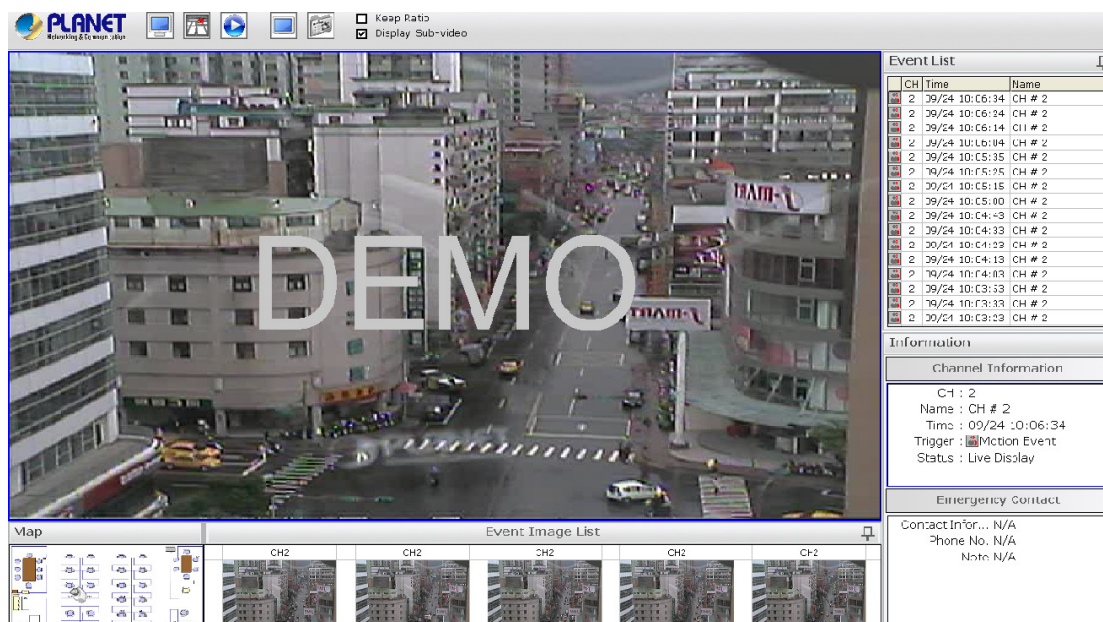 PLANET
Networking & Communication
Keep Ratio
Display Sub-video
DEMO
Event List
CH Time Name
2 09/24 10:06:34 CH # 2
2 09/24 10:06:24 CH # 2
2 09/24 10:06:14 CH # 2
2 09/24 10:06:04 CH # 2
2 09/24 10:05:35 CH # 2
2 09/24 10:05:25 CH # 2
2 09/24 10:05:15 CH # 2
2 09/24 10:05:00 CH # 2
2 09/24 10:04:43 CH # 2
2 09/24 10:04:33 CH # 2
2 09/24 10:04:23 CH # 2
2 09/24 10:04:13 CH # 2
2 09/24 10:04:03 CH # 2
2 09/24 10:03:53 CH # 2
2 09/24 10:03:33 CH # 2
2 09/24 10:03:23 CH # 2
Information
Channel Information
CH : 2
Name : CH # 2
Time : 09/24 10:06:34
Trigger : Motion Event
Status : Live Display
Emergency Contact
Contact Infor... N/A
Phone No. N/A
Note N/A
Map
Event Image List
CH2
CH2
CH2
CH2
CH2